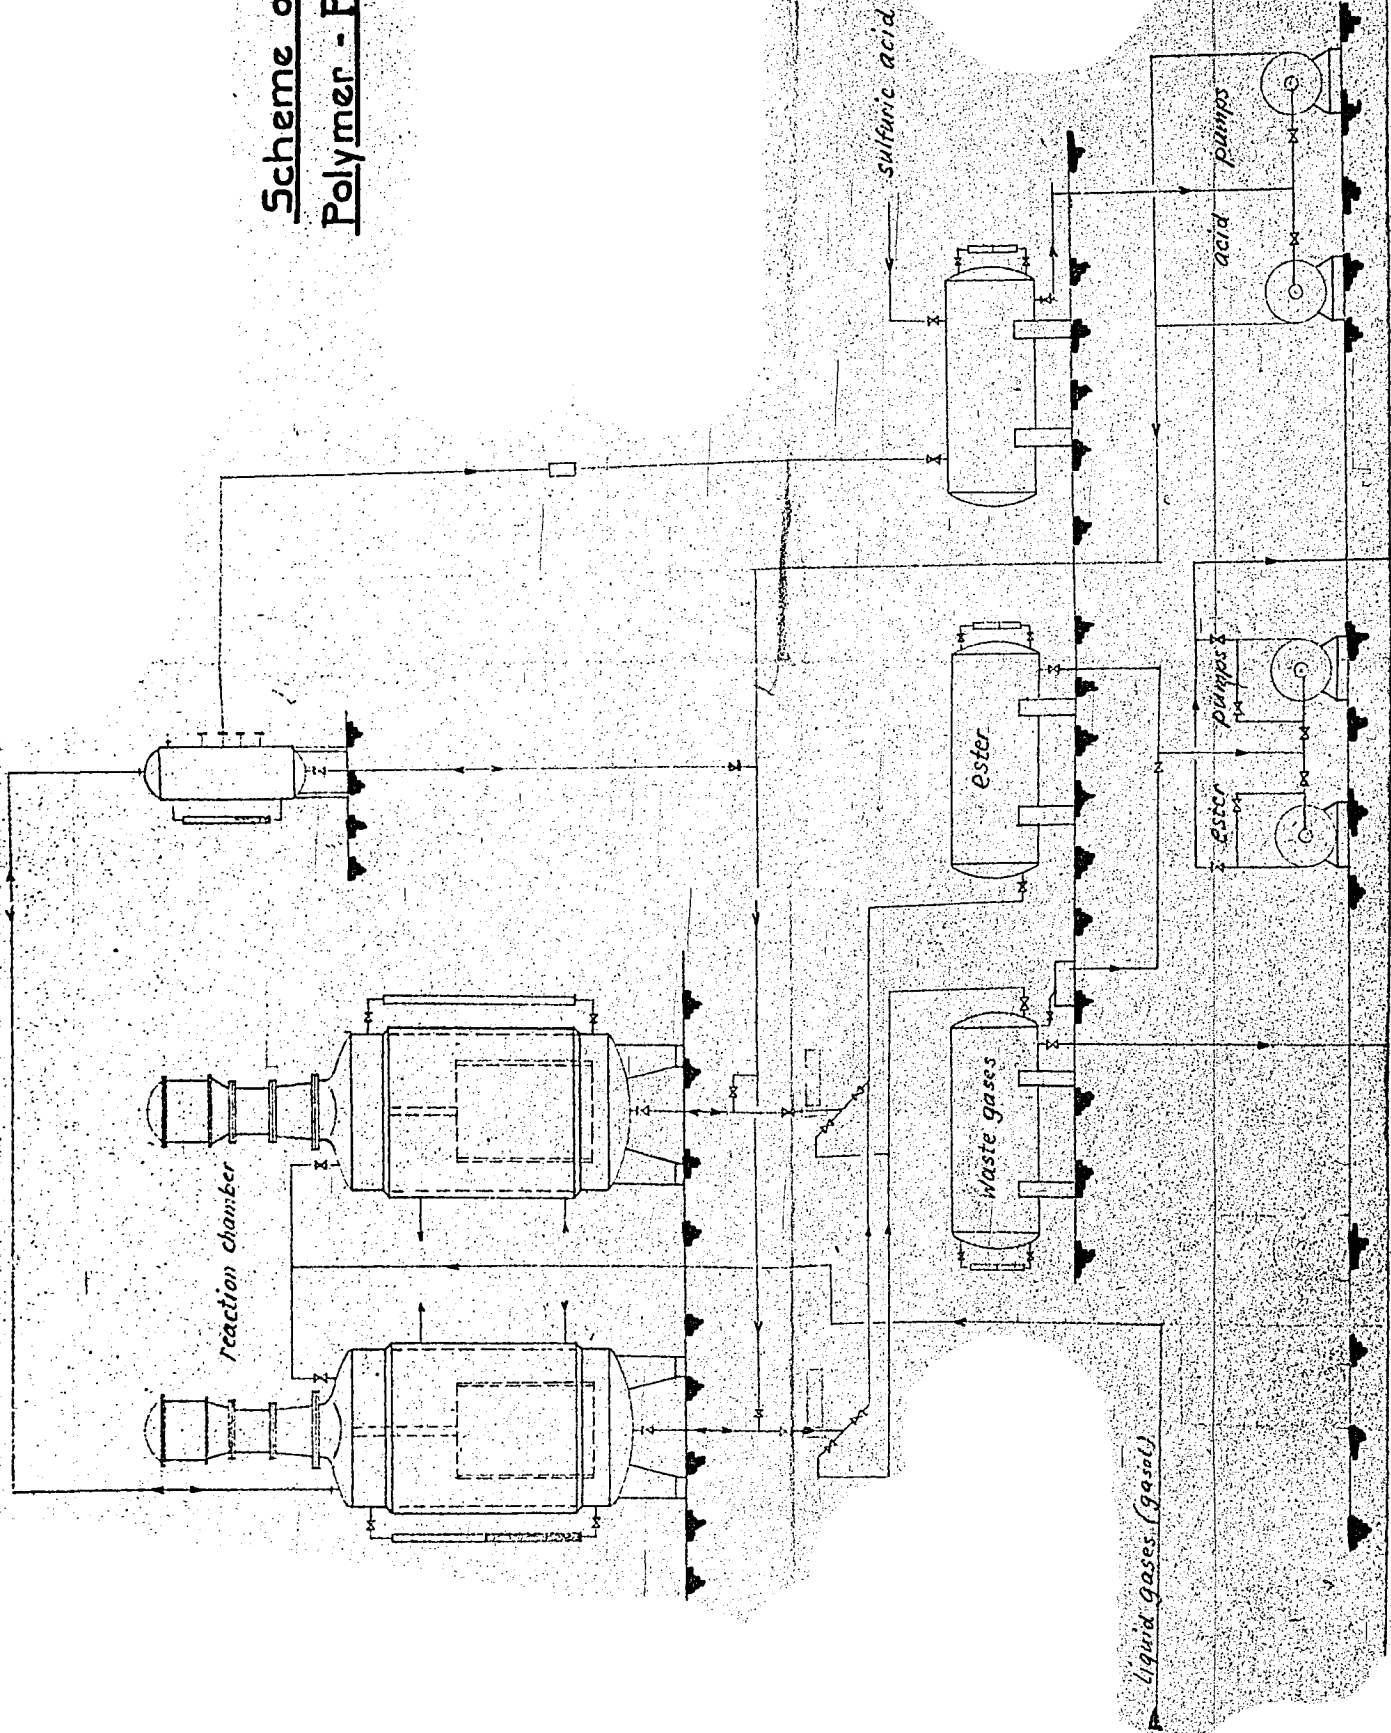 Scheme o
Polymer -
reaction chamber
sulfuric acid
ester
Waste gases
acid pumps
ester pumps
Liquid gases (gasol)